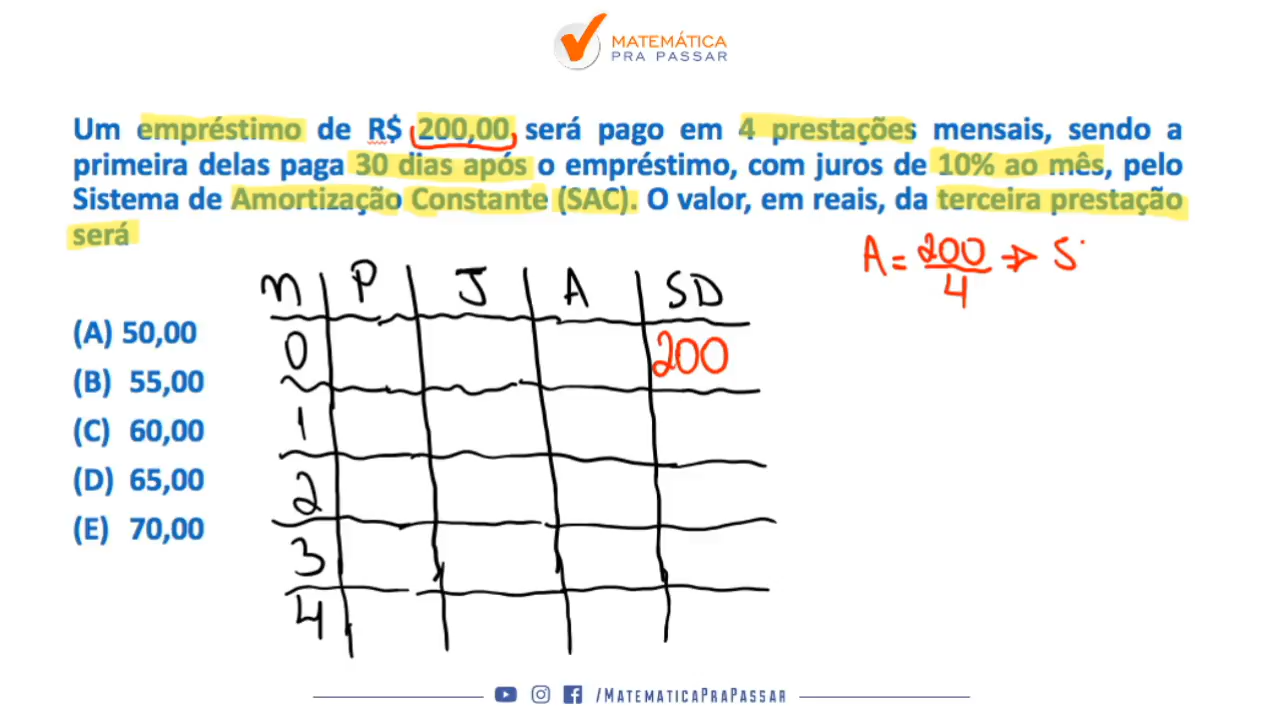 MATEMÁTICA
PRA PASSAR
Um empréstimo de R$ 200,00 será pago em 4 prestações mensais, sendo a
primeira delas paga 30 dias após o empréstimo, com juros de 10% ao mês, pelo
Sistema de Amortização Constante (SAC). O valor, em reais, da terceira prestação
será
A = 200/4 → 5
n P J A SD
0 200
(A) 50,00
(B) 55,00
1
(C) 60,00
2
(D) 65,00
(E) 70,00
3
4
/MATEMATICAPRAPASSAR